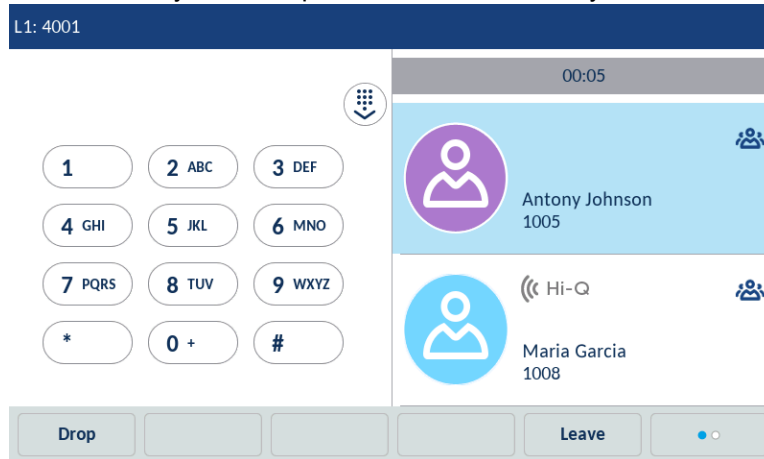 L1: 4001
00:05
1
2 ABC
3 DEF
4 GHI
5 JKL
6 MNO
7 PQRS
8 TUV
9 WXYZ
*
0 +
#
Antony Johnson
1005
Hi-Q
Maria Garcia
1008
Drop
Leave